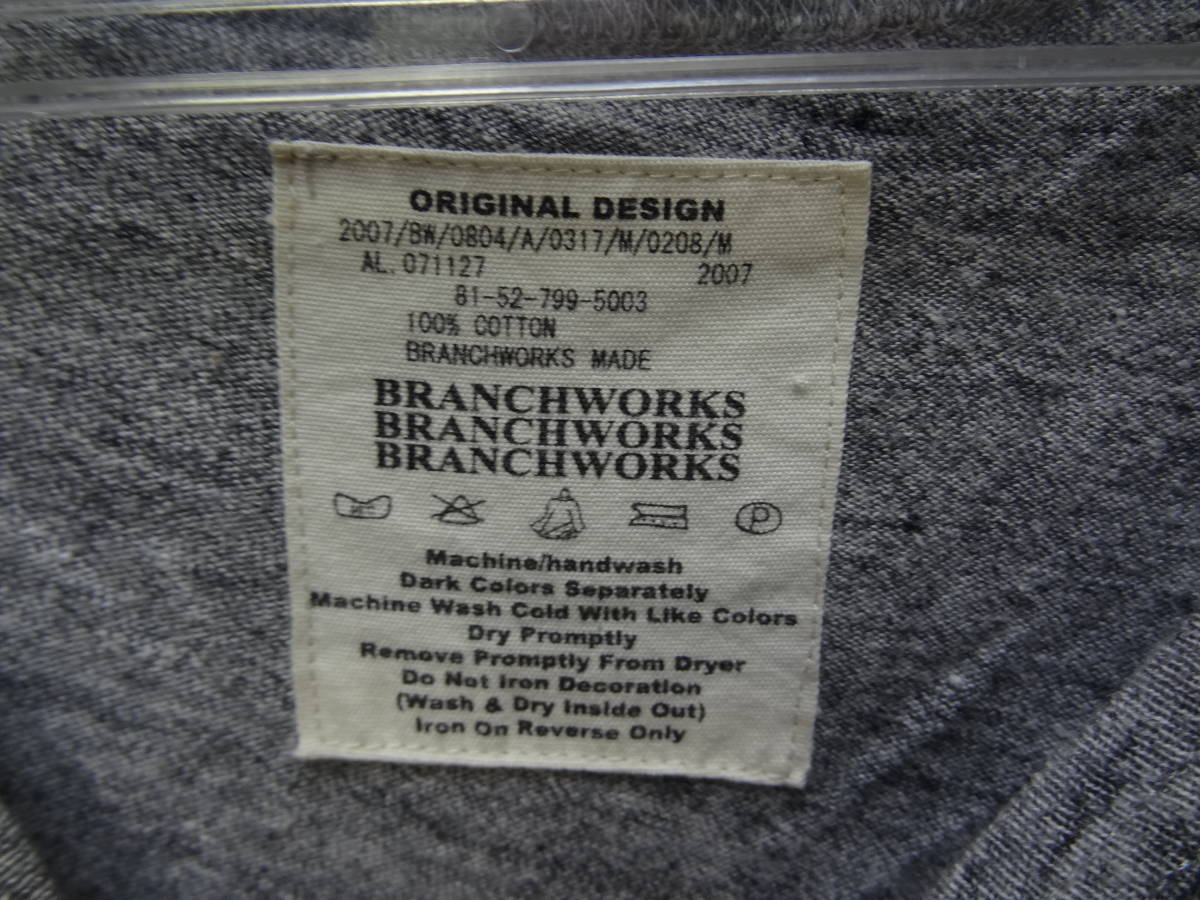 ORIGINAL DESIGN
2007/BW/0804/A/0317/M/0208/M
AL. 071127 2007
81-52-799-5003
100% COTTON
BRANCHWORKS MADE
BRANCHWORKS
BRANCHWORKS
BRANCHWORKS
P
Machine/handwash
Dark Colors Separately
Machine Wash Cold With Like Colors
Dry Promptly
Remove Promptly From Dryer
Do Not Iron Decoration
(Wash & Dry Inside Out)
Iron On Reverse Only